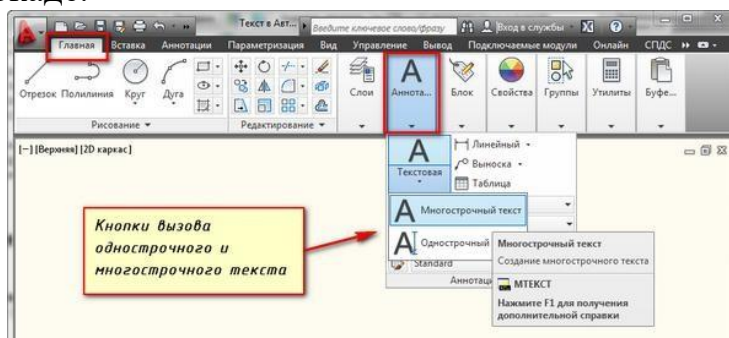 Текст в Авт...
Введите ключевое слово/фразу
Вход в службы
Главная Вставка Аннотации Параметризация Вид Управление Вывод Подключаемые модули Онлайн СПДС
Отрезок Полилиния Круг Дуга
Слои Аннота... Блок Свойства Группы Утилиты Буфе...
Рисование Редактирование
[−] [Верхняя] [2D каркас]
Текстовая
Линейный
Выноска
Таблица
A Многострочный текст
A Однострочный
Standard
Аннотац
Кнопки вызова
однострочного и
многострочного текста
Многострочный текст
Создание многострочного текста
МТЕКСТ
Нажмите F1 для получения
дополнительной справки